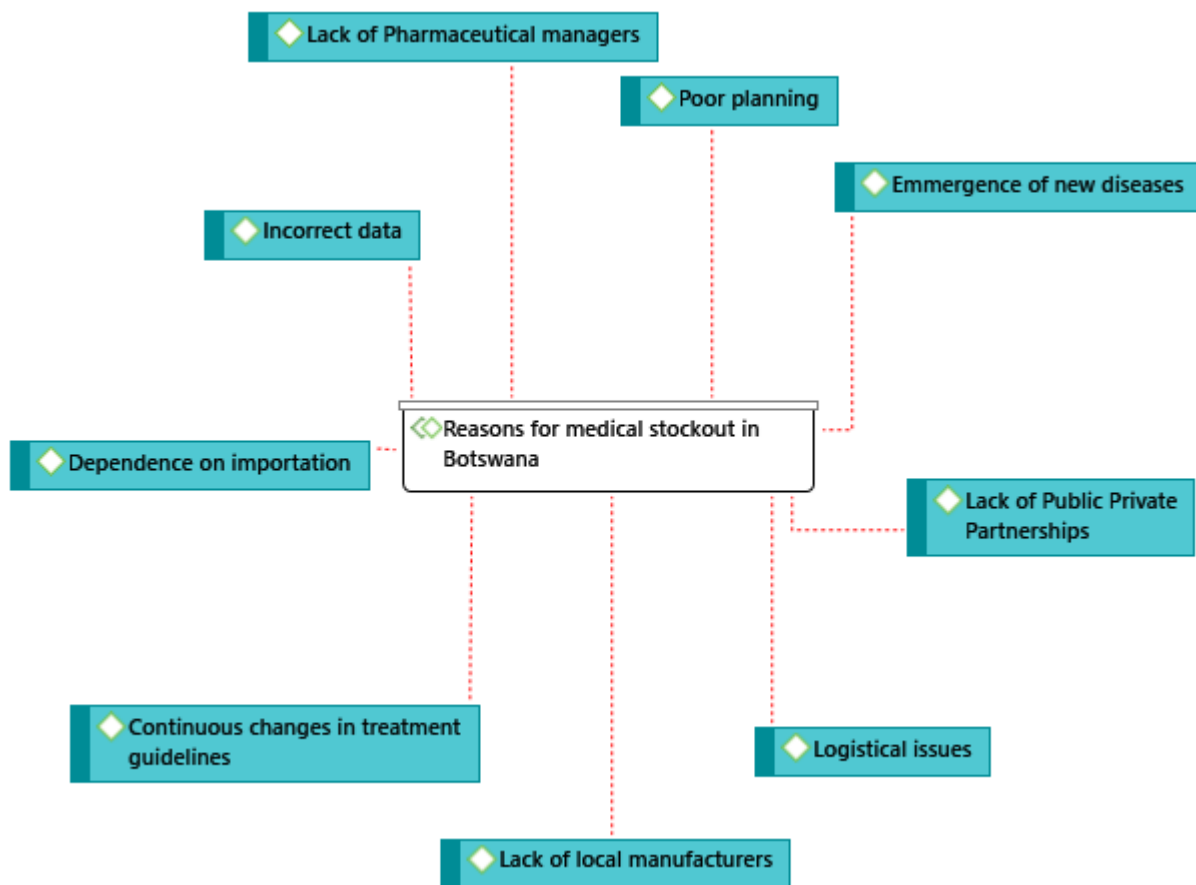 Lack of Pharmaceutical managers
Poor planning
Emmergence of new diseases
Incorrect data
Reasons for medical stockout in
Botswana
Dependence on importation
Lack of Public Private
Partnerships
Continuous changes in treatment
guidelines
Logistical issues
Lack of local manufacturers